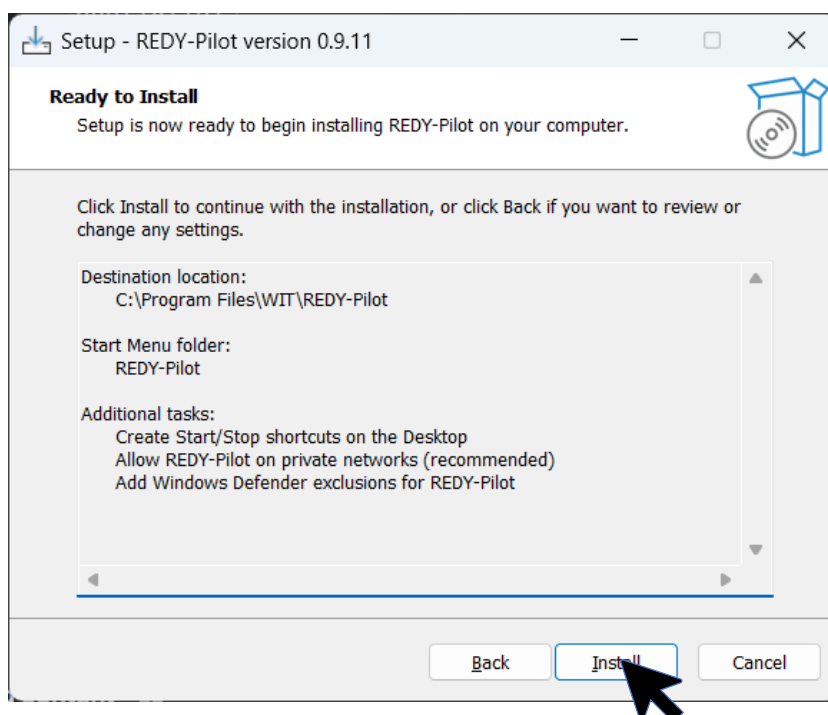 Setup - REDY-Pilot version 0.9.11
Ready to Install
Setup is now ready to begin installing REDY-Pilot on your computer.
Click Install to continue with the installation, or click Back if you want to review or
change any settings.
Destination location:
C:\Program Files\WIT\REDY-Pilot
Start Menu folder:
REDY-Pilot
Additional tasks:
Create Start/Stop shortcuts on the Desktop
Allow REDY-Pilot on private networks (recommended)
Add Windows Defender exclusions for REDY-Pilot
Back
Install
Cancel